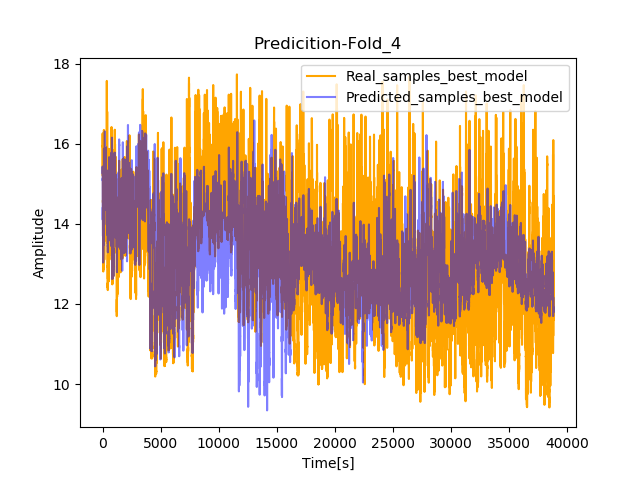 Predicition-Fold_4
Real_samples_best_model
Predicted_samples_best_model
18
16
14
12
10
Amplitude
0 5000 10000 15000 20000 25000 30000 35000 40000
Time[s]